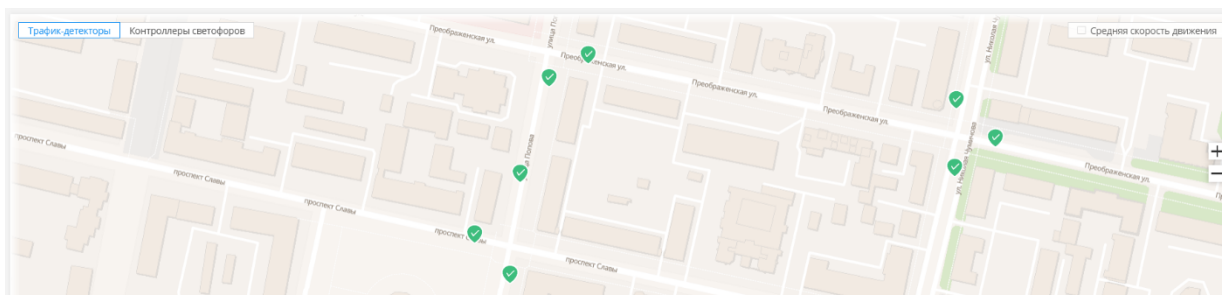 Трафик-детекторы
Контроллеры светофоров
Средняя скорость движения
Преображенская ул.
Преображенская ул.
Преображенская ул.
Преображенская ул.
проспект Славы
проспект Славы
проспект Славы
проспект Славы
проспект Славы
Преображенская ул.
+
−